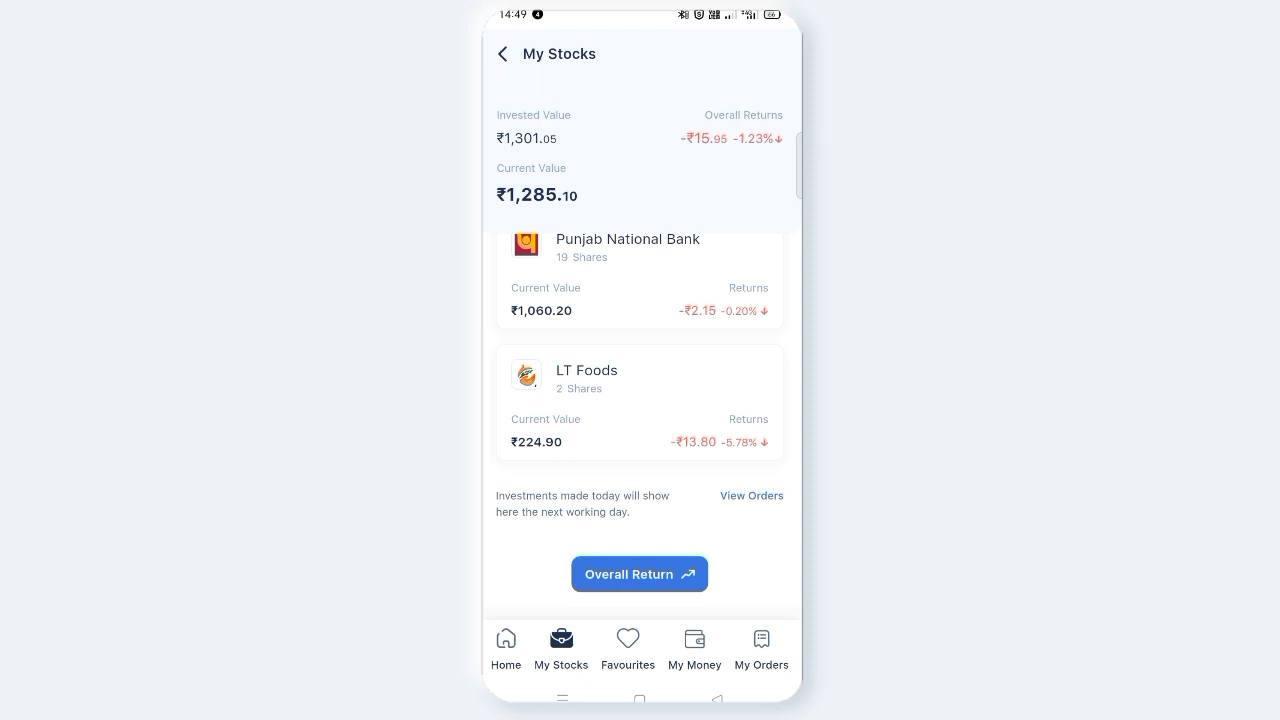 14:49 4
66
My Stocks
Invested Value Overall Returns
₹1,301.05 -₹15.95 -1.23%
Current Value
₹1,285.10
Punjab National Bank
19 Shares
Current Value Returns
₹1,060.20 -₹2.15 -0.20%
LT Foods
2 Shares
Current Value Returns
₹224.90 -₹13.80 -5.78%
Investments made today will show View Orders
here the next working day.
Overall Return
Home My Stocks Favourites My Money My Orders